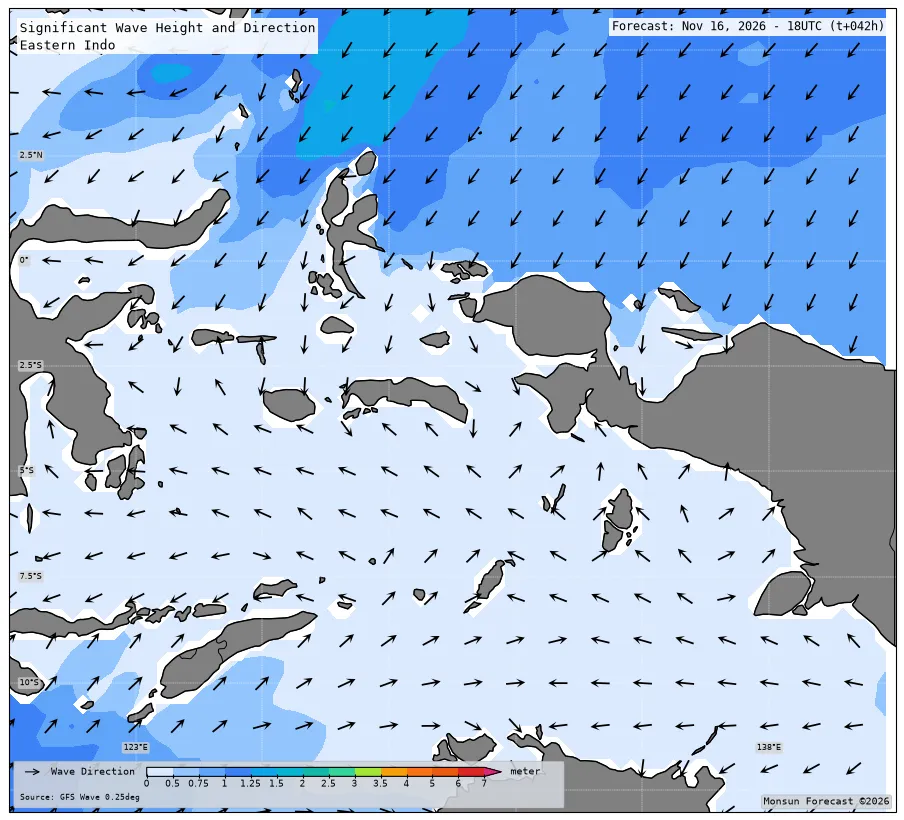 Significant Wave Height and Direction
Eastern Indo
Forecast: Nov 16, 2026 - 18UTC (t+042h)
2.5°N
0°
2.5°S
5°S
7.5°S
10°S
123°E
138°E
Wave Direction
meter
0 0.5 0.75 1 1.25 1.5 2 2.5 3 3.5 4 5 6 7
Source: GFS Wave 0.25deg
Monsun Forecast ©2026